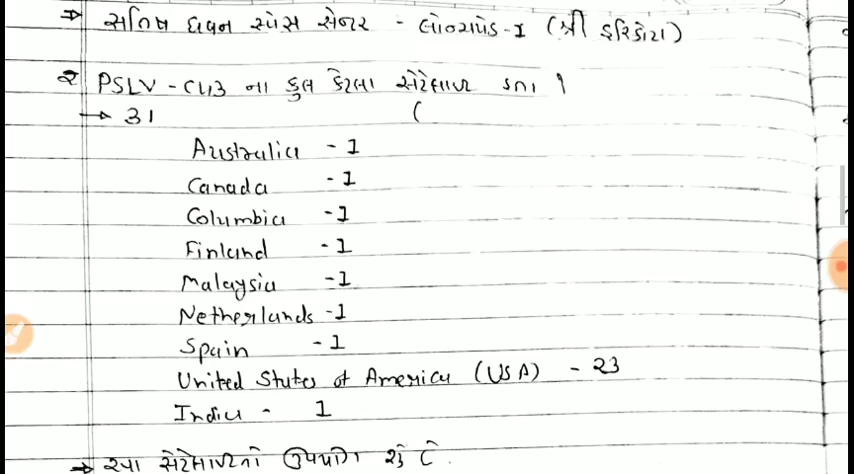 ⇒ સતિષ ધવન સ્પેસ સેન્ટર - લોન્ચપેડ - I (શ્રી હરિકોટા)
૨ PSLV - C43 ના કુલ કેટલા સેટેલાઇટ હતા ?
→ 31 (
Australia - 1
Canada - 1
Columbia - 1
Finland - 1
Malaysia - 1
Netherlands - 1
Spain - 1
United States of America (USA) - 23
India - 1
⇒ આ સેટેલાઇટનો ઉપયોગ શું છે.